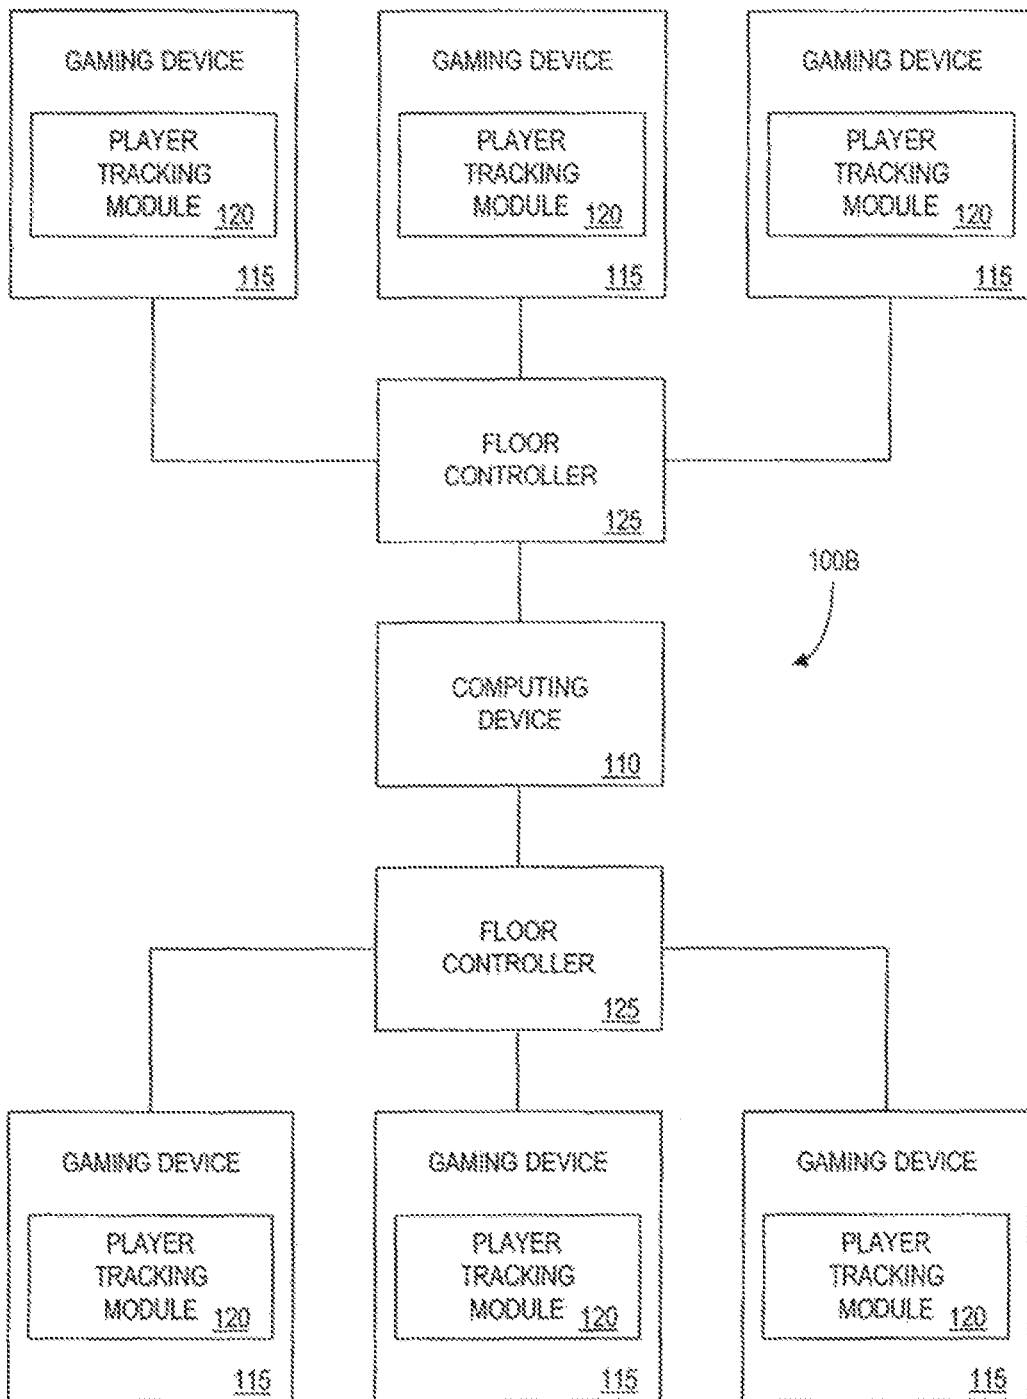 GAMING DEVICE
PLAYER
TRACKING
MODULE 120
115
GAMING DEVICE
PLAYER
TRACKING
MODULE 120
115
GAMING DEVICE
PLAYER
TRACKING
MODULE 120
115
FLOOR
CONTROLLER
125
100B
COMPUTING
DEVICE
110
FLOOR
CONTROLLER
125
GAMING DEVICE
PLAYER
TRACKING
MODULE 120
115
GAMING DEVICE
PLAYER
TRACKING
MODULE 120
115
GAMING DEVICE
PLAYER
TRACKING
MODULE 120
115